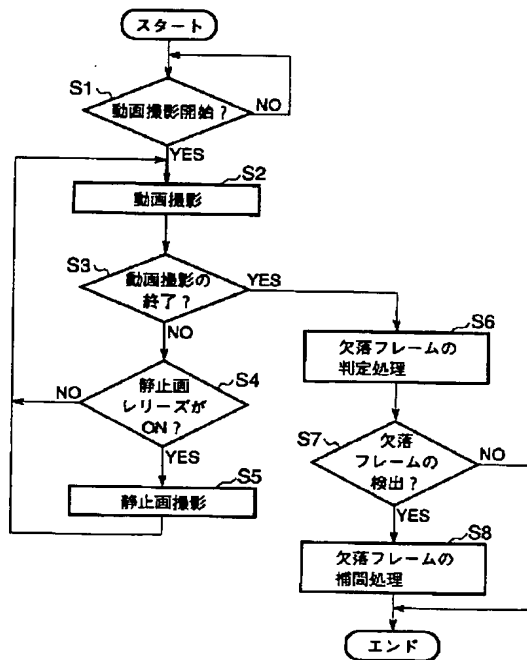 スタート
S1
動画撮影開始?
NO
YES
S2
動画撮影
S3
動画撮影の
終了?
YES
NO
S4
静止画
レリーズが
ON?
NO
YES
S5
静止画撮影
S6
欠落フレームの
判定処理
S7
欠落
フレームの
検出?
NO
YES
S8
欠落フレームの
補間処理
エンド